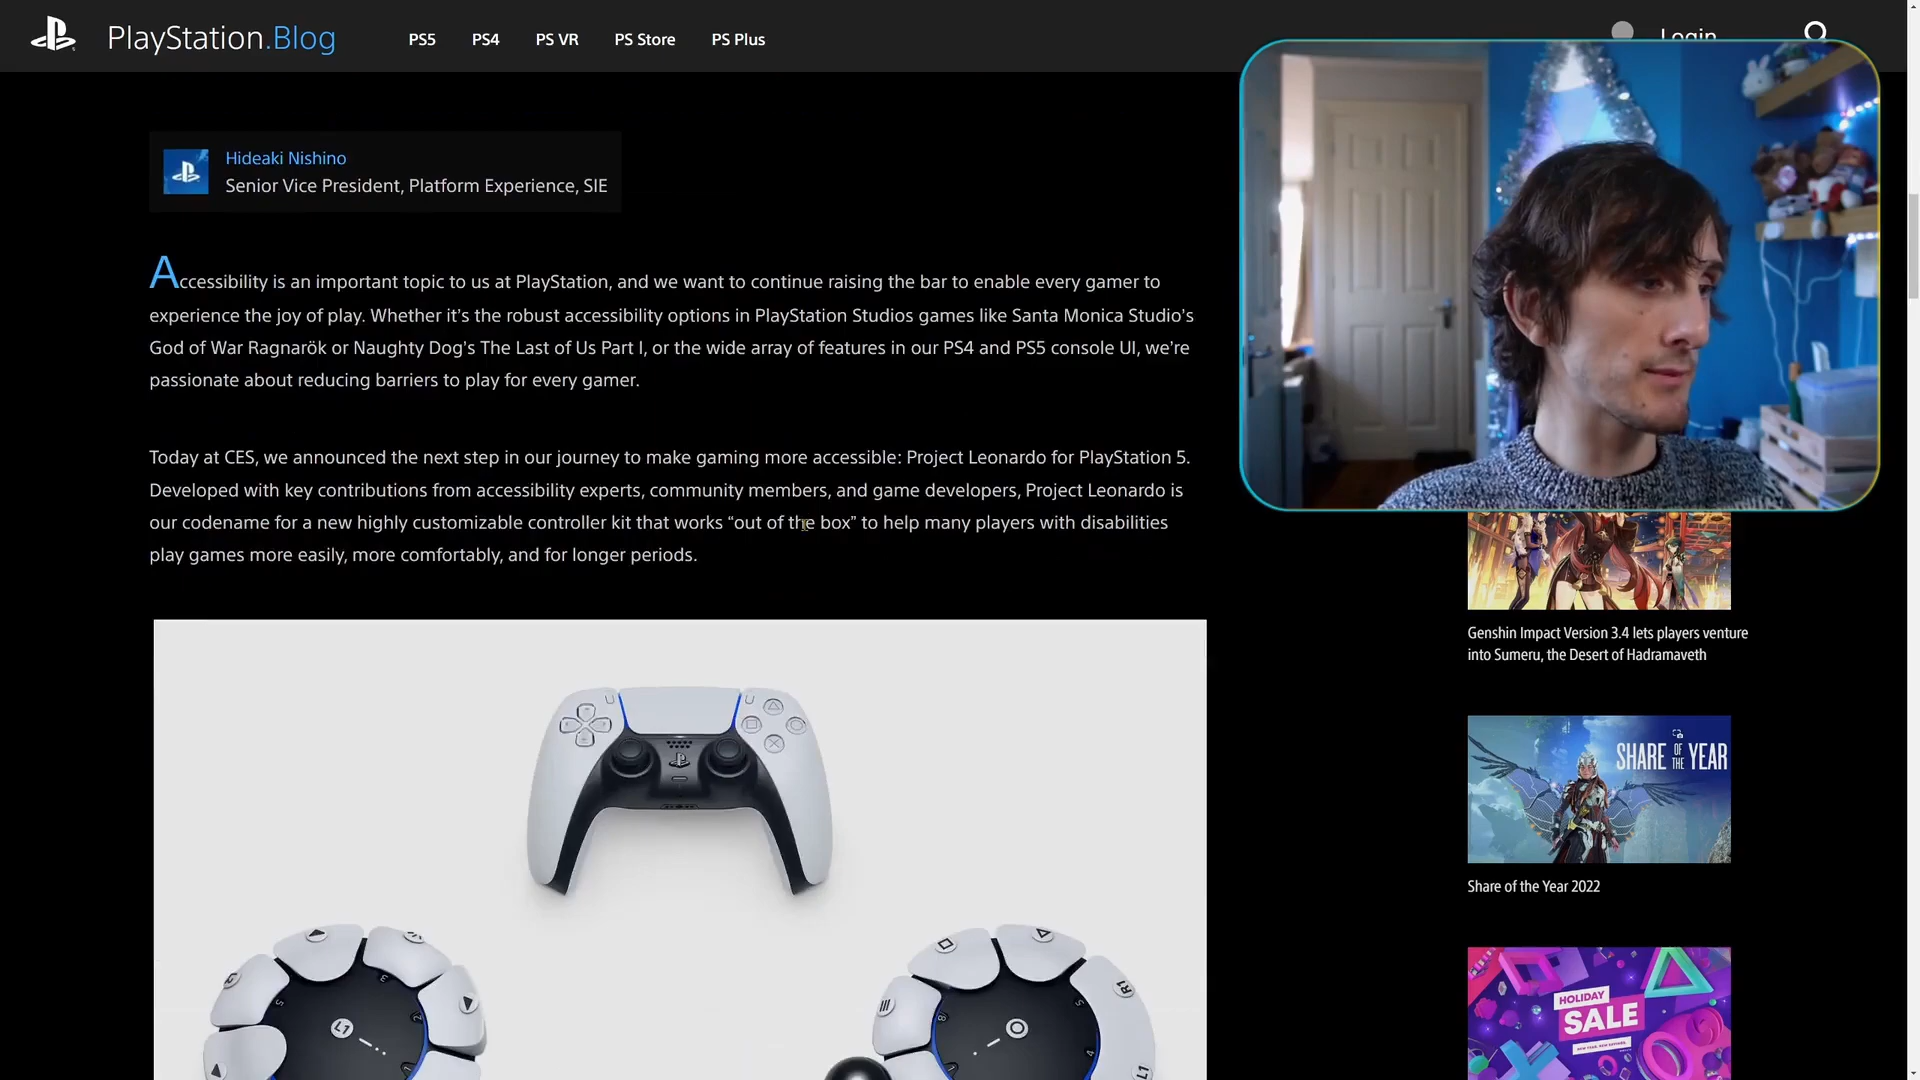 PlayStation.Blog
PS5
PS4
PS VR
PS Store
PS Plus
Login
Hideaki Nishino
Senior Vice President, Platform Experience, SIE
Accessibility is an important topic to us at PlayStation, and we want to continue raising the bar to enable every gamer to
experience the joy of play. Whether it’s the robust accessibility options in PlayStation Studios games like Santa Monica Studio’s
God of War Ragnarök or Naughty Dog’s The Last of Us Part I, or the wide array of features in our PS4 and PS5 console UI, we’re
passionate about reducing barriers to play for every gamer.
Today at CES, we announced the next step in our journey to make gaming more accessible: Project Leonardo for PlayStation 5.
Developed with key contributions from accessibility experts, community members, and game developers, Project Leonardo is
our codename for a new highly customizable controller kit that works “out of the box” to help many players with disabilities
play games more easily, more comfortably, and for longer periods.
Genshin Impact Version 3.4 lets players venture
into Sumeru, the Desert of Hadramaveth
SHARE OF THE YEAR
Share of the Year 2022
HOLIDAY
SALE
L1
R1
L1